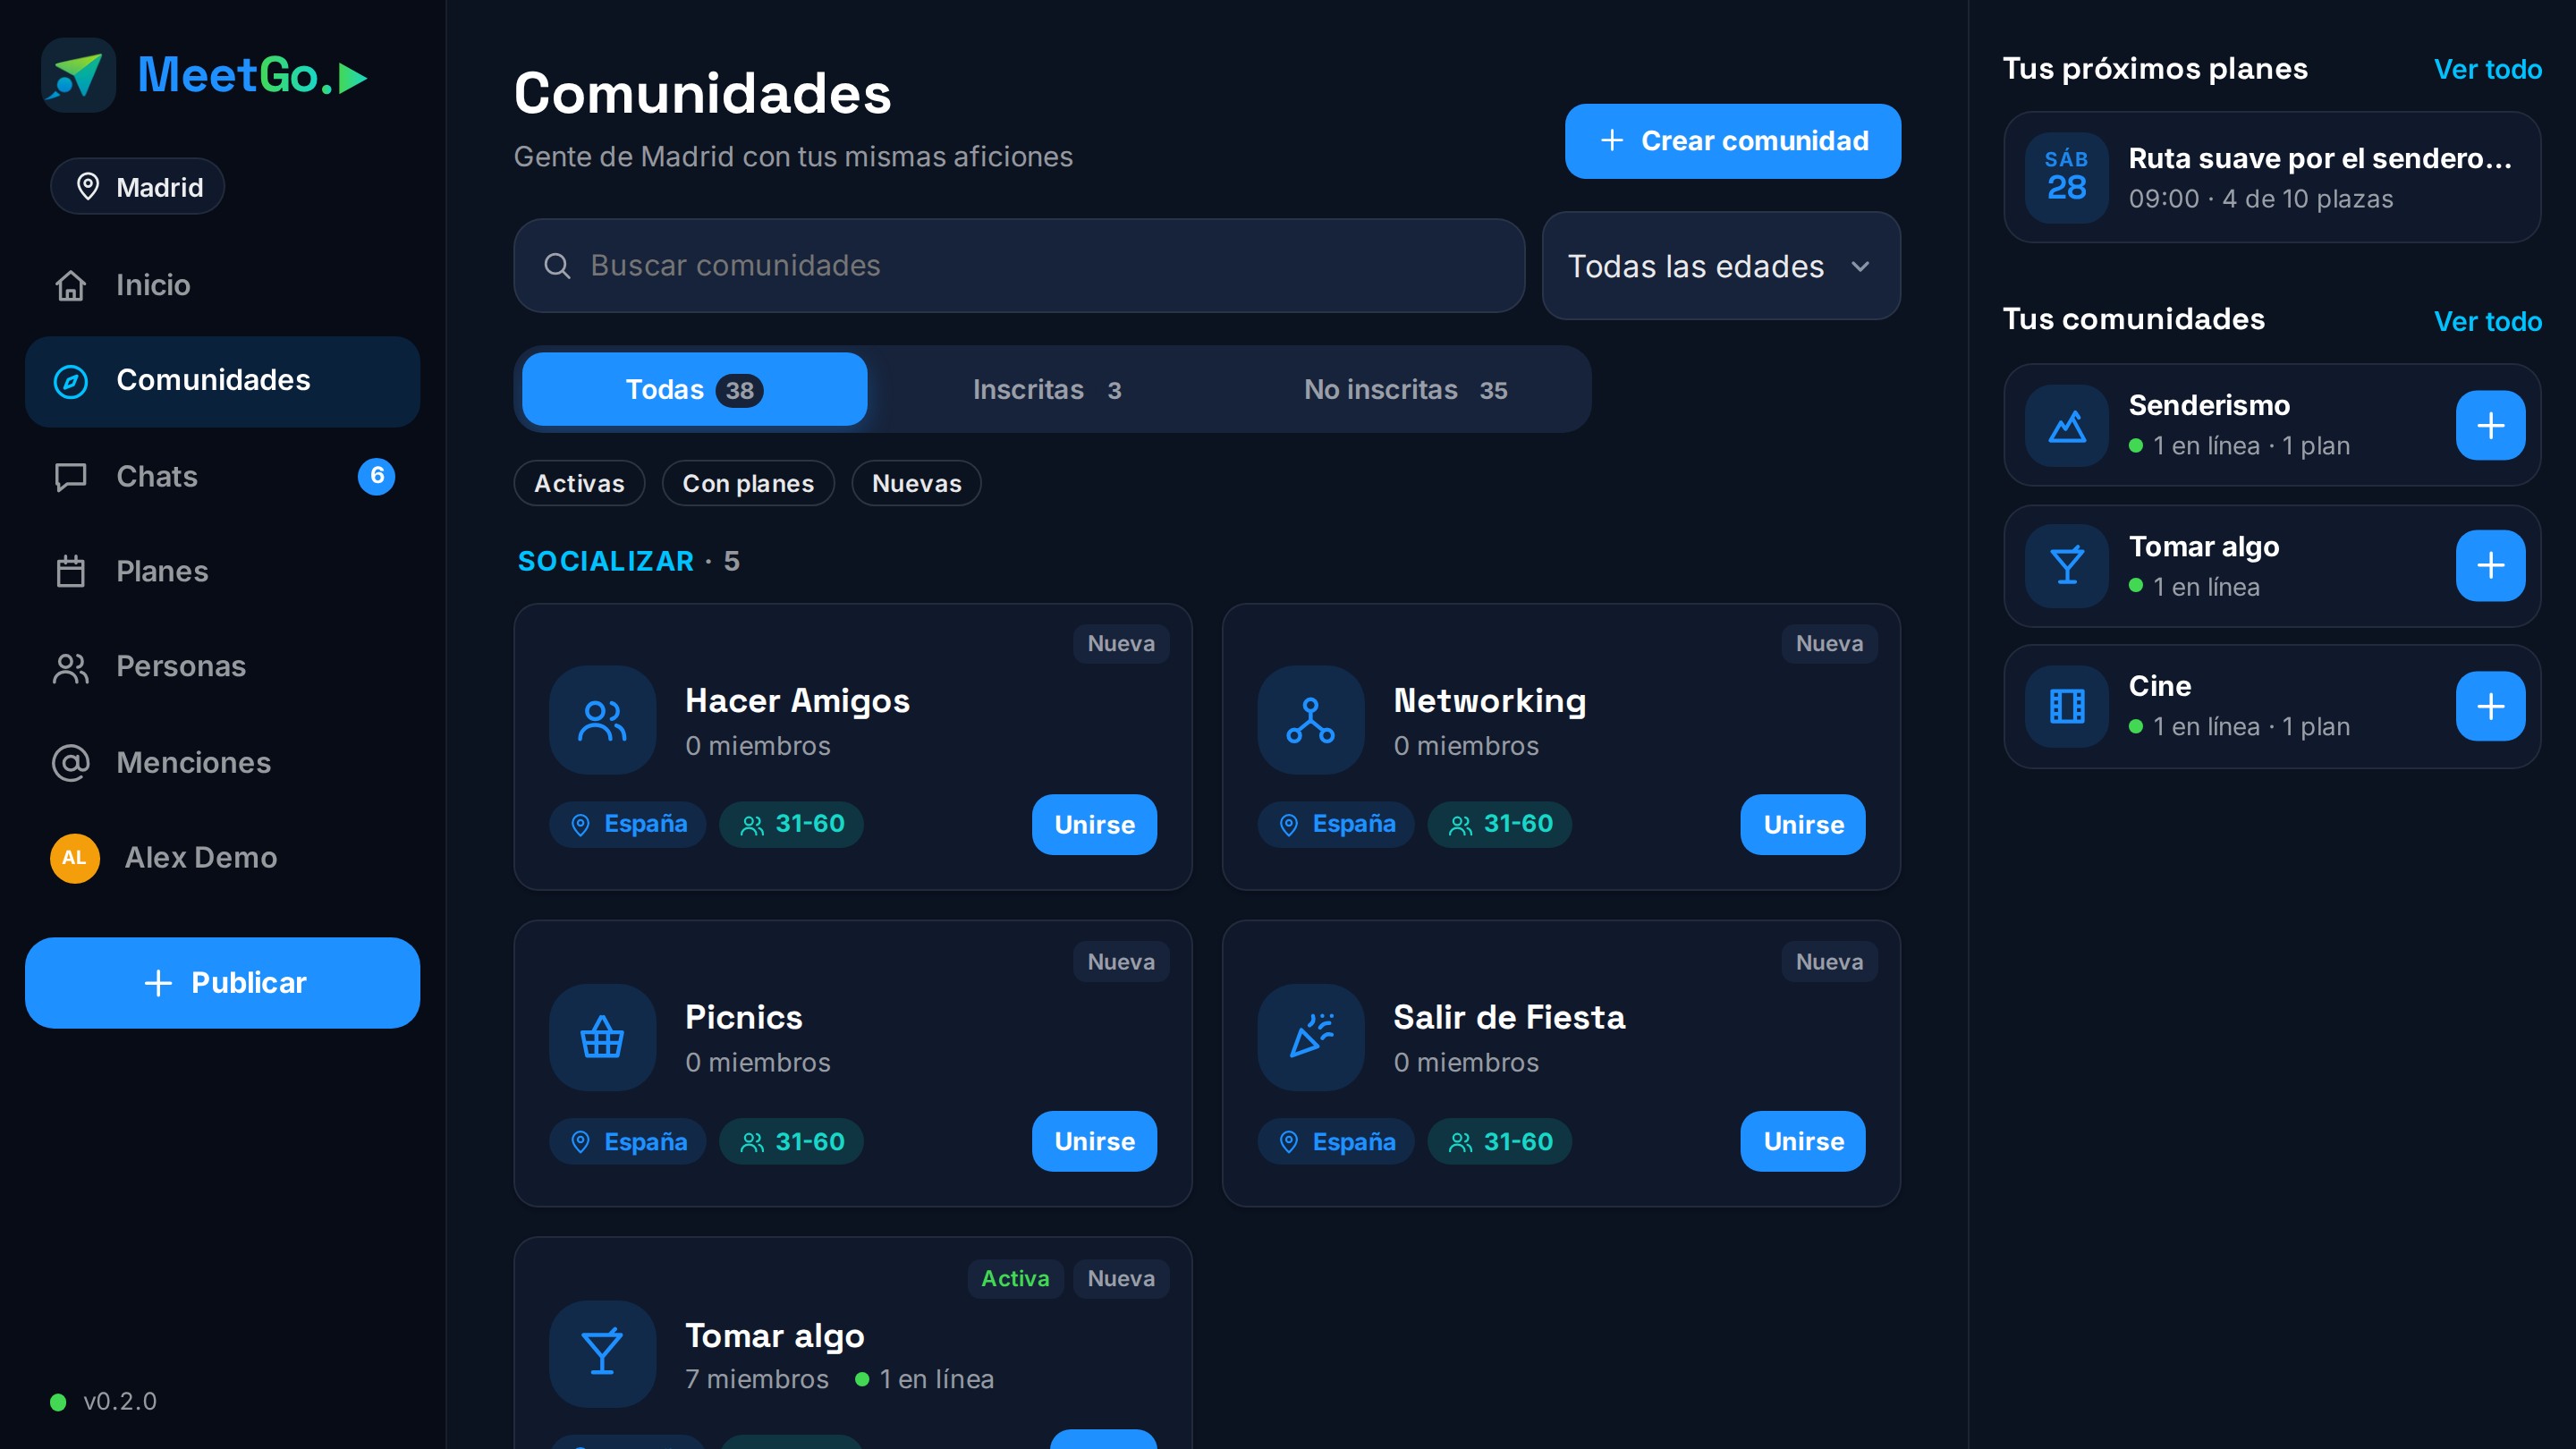 MeetGo.
Madrid
Inicio
Comunidades
Chats 6
Planes
Personas
Menciones
AL Alex Demo
Publicar
v0.2.0
Comunidades
Gente de Madrid con tus mismas aficiones
Crear comunidad
Buscar comunidades
Todas las edades
Todas 38 Inscritas 3 No inscritas 35
Activas Con planes Nuevas
SOCIALIZAR · 5
Nueva
Hacer Amigos
0 miembros
España 31-60 Unirse
Nueva
Networking
0 miembros
España 31-60 Unirse
Nueva
Picnics
0 miembros
España 31-60 Unirse
Nueva
Salir de Fiesta
0 miembros
España 31-60 Unirse
Activa Nueva
Tomar algo
7 miembros 1 en línea
Tus próximos planes Ver todo
SÁB
28
Ruta suave por el sendero...
09:00 · 4 de 10 plazas
Tus comunidades Ver todo
Senderismo
1 en línea · 1 plan
Tomar algo
1 en línea
Cine
1 en línea · 1 plan